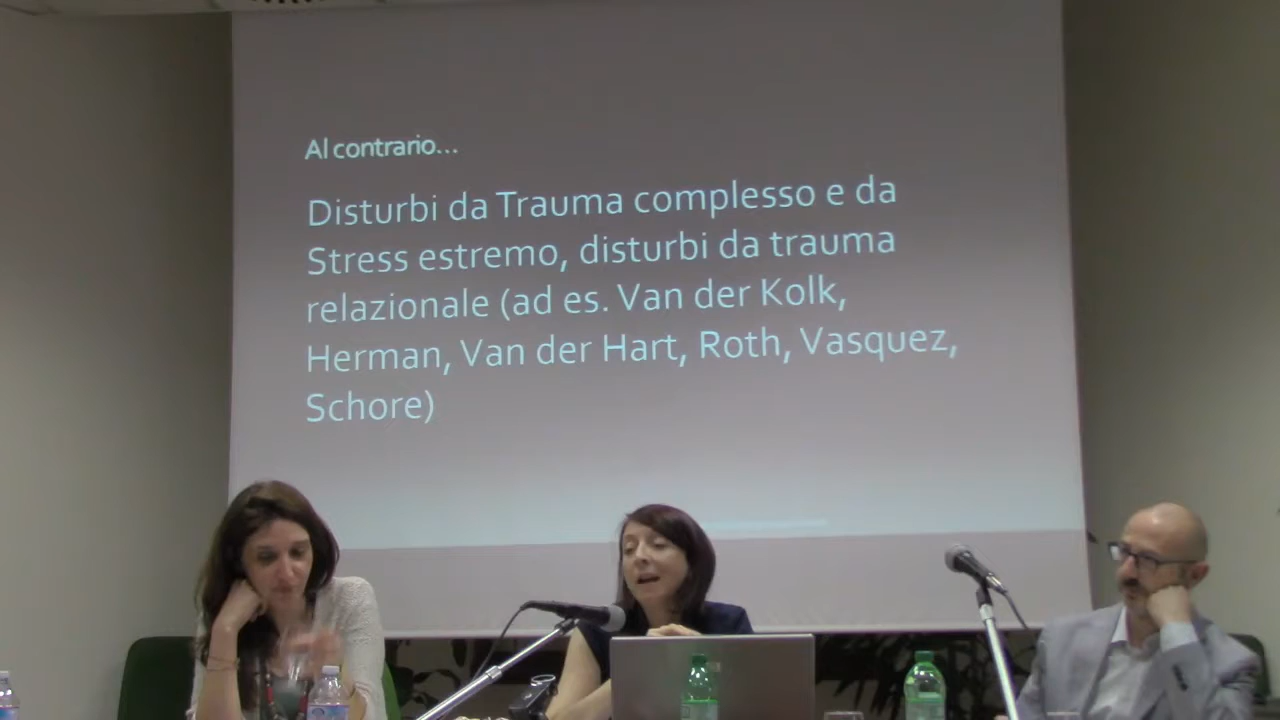 Al contrario...
Disturbi da Trauma complesso e da
Stress estremo, disturbi da trauma
relazionale (ad es. Van der Kolk,
Herman, Van der Hart, Roth, Vasquez,
Schore)